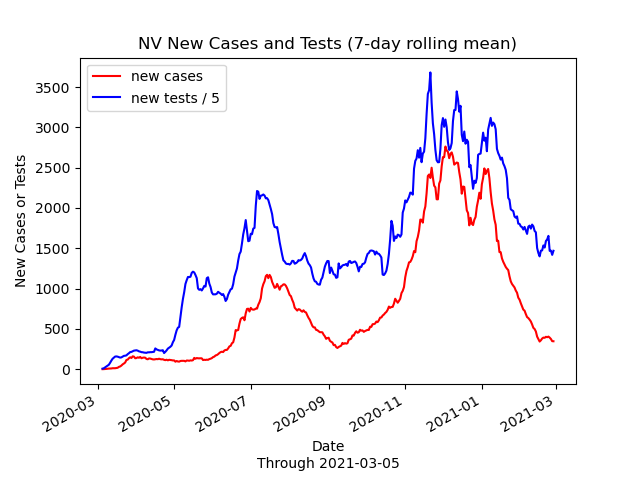 NV New Cases and Tests (7-day rolling mean)
new cases
new tests / 5
New Cases or Tests
3500
3000
2500
2000
1500
1000
500
0
2020-03
2020-05
2020-07
2020-09
2020-11
2021-01
2021-03
Date
Through 2021-03-05